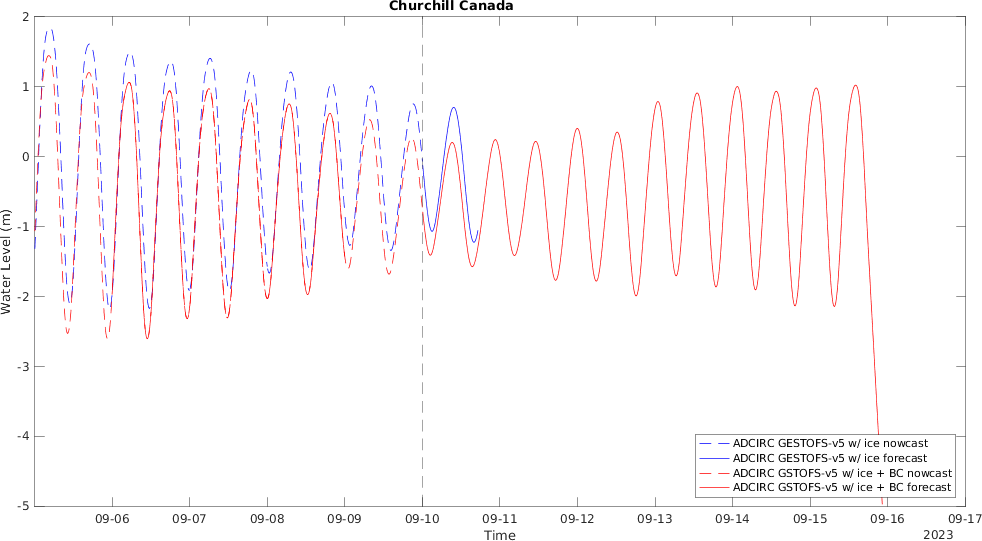 Churchill Canada
2
1
0
-1
-2
-3
-4
-5
Water Level (m)
ADCIRC GESTOFS-v5 w/ ice nowcast
ADCIRC GESTOFS-v5 w/ ice forecast
ADCIRC GSTOFS-v5 w/ ice + BC nowcast
ADCIRC GSTOFS-v5 w/ ice + BC forecast
09-06 09-07 09-08 09-09 09-10 09-11 09-12 09-13 09-14 09-15 09-16 09-17
Time
2023